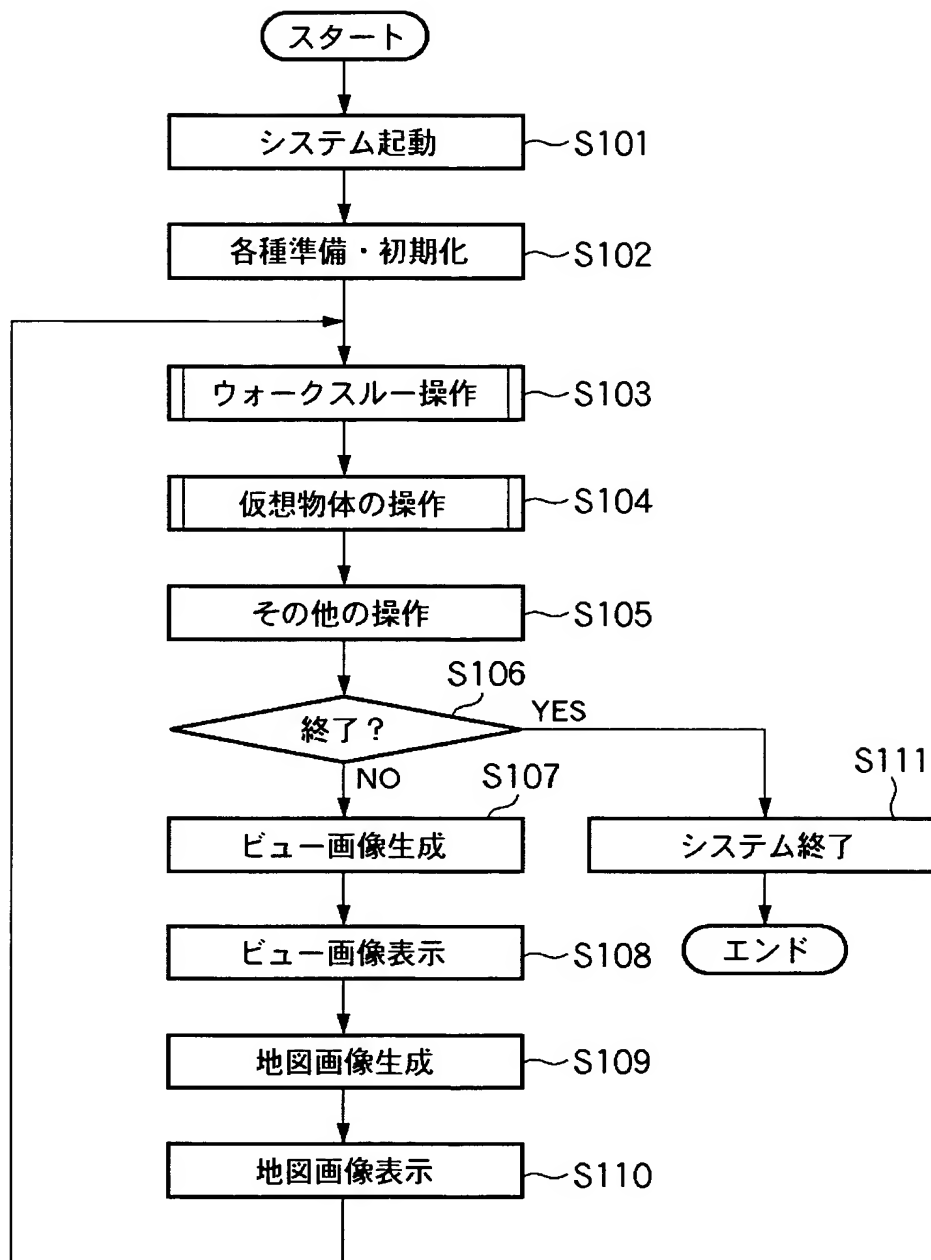 スタート
システム起動 S101
各種準備・初期化 S102
ウォークスルー操作 S103
仮想物体の操作 S104
その他の操作 S105
S106
終了? YES
NO
S107
S111
ビュー画像生成
システム終了
ビュー画像表示 S108
エンド
地図画像生成 S109
地図画像表示 S110